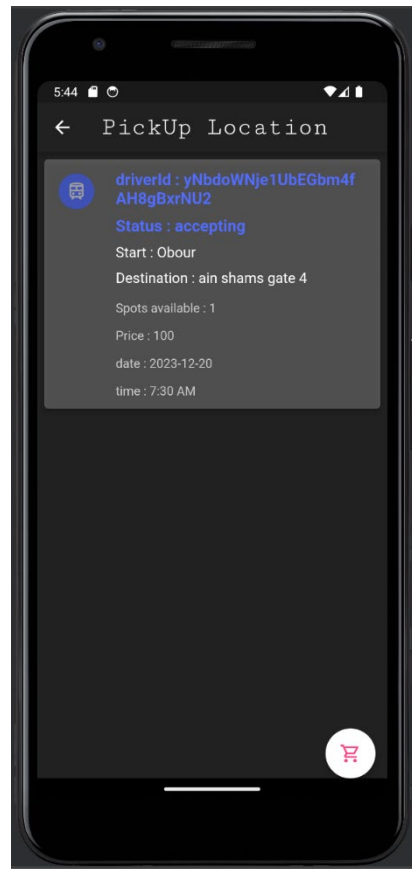 5:44
PickUp Location
driverId : yNbdoWNje1UbEGbm4f
AH8gBxrNU2
Status : accepting
Start : Obour
Destination : ain shams gate 4
Spots available : 1
Price : 100
date : 2023-12-20
time : 7:30 AM